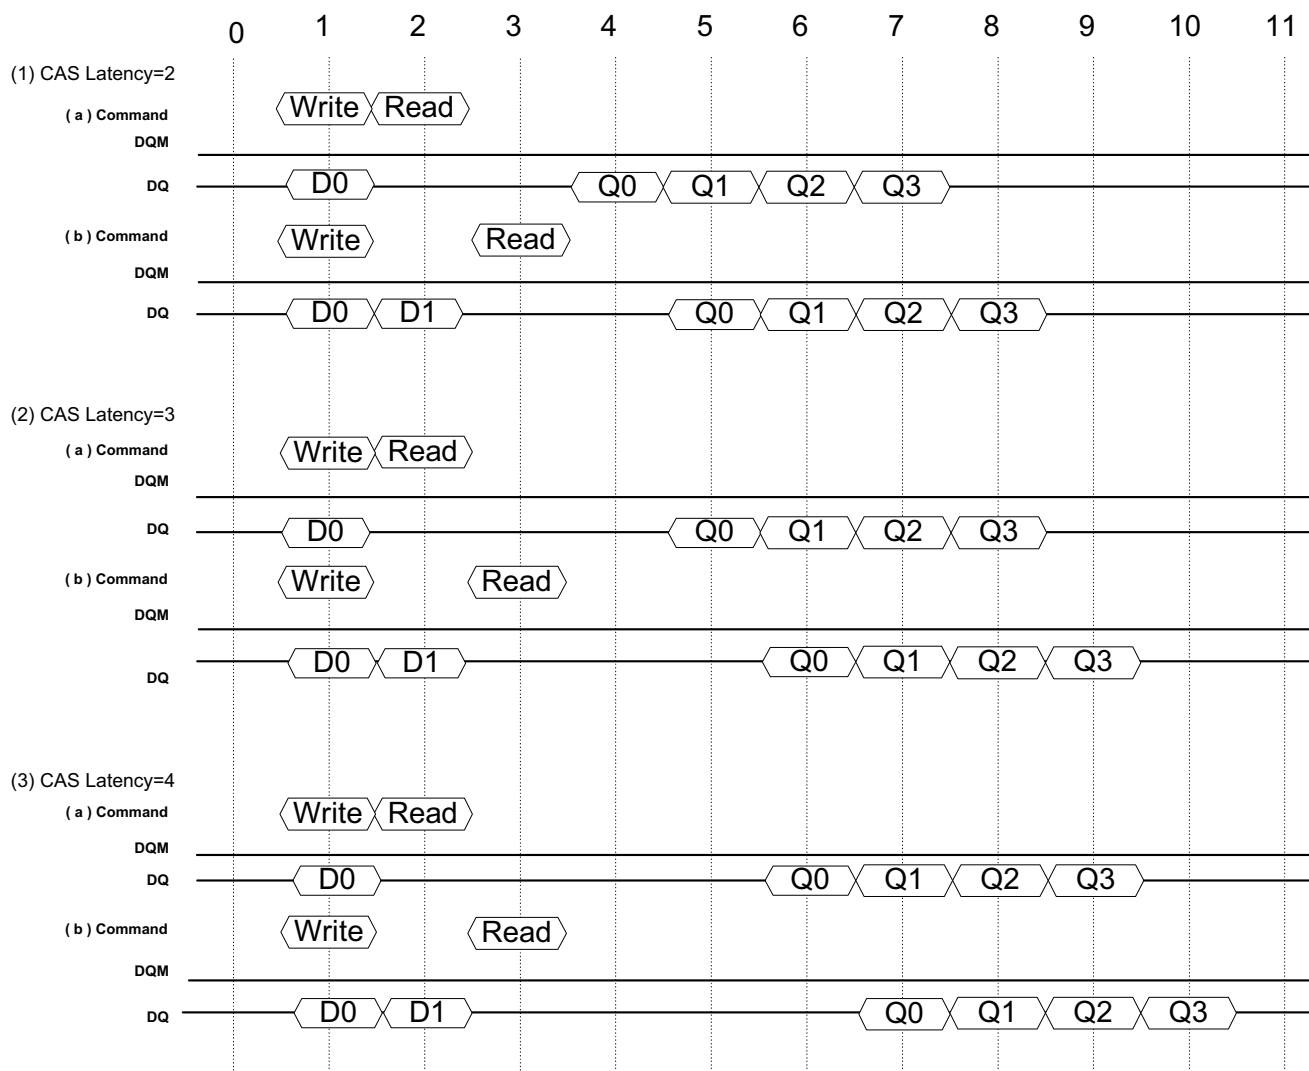 0 1 2 3 4 5 6 7 8 9 10 11
(1) CAS Latency=2
( a ) Command Write Read
DQM
DQ D0 Q0 Q1 Q2 Q3
( b ) Command Write Read
DQM
DQ D0 D1 Q0 Q1 Q2 Q3
(2) CAS Latency=3
( a ) Command Write Read
DQM
DQ D0 Q0 Q1 Q2 Q3
( b ) Command Write Read
DQM
DQ D0 D1 Q0 Q1 Q2 Q3
(3) CAS Latency=4
( a ) Command Write Read
DQM
DQ D0 Q0 Q1 Q2 Q3
( b ) Command Write Read
DQM
DQ D0 D1 Q0 Q1 Q2 Q3